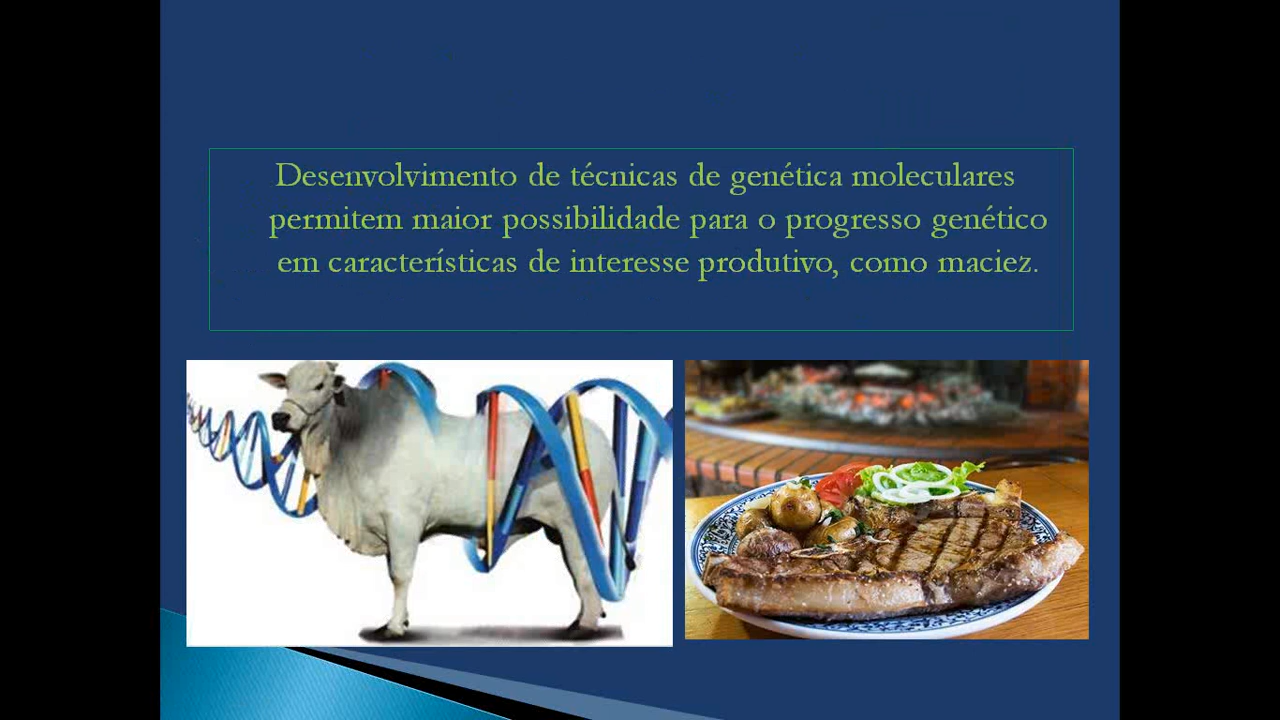 Desenvolvimento de técnicas de genética moleculares
permitem maior possibilidade para o progresso genético
em características de interesse produtivo, como maciez.